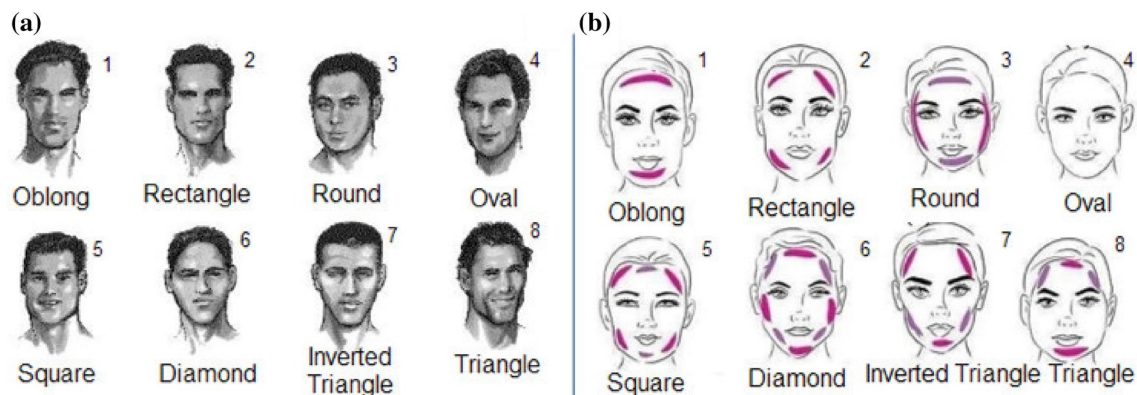 (a)
1
2
3
4
Oblong
Rectangle
Round
Oval
5
6
7
8
Square
Diamond
Inverted
Triangle
Triangle
(b)
1
2
3
4
Oblong
Rectangle
Round
Oval
5
6
7
8
Square
Diamond
Inverted Triangle
Triangle